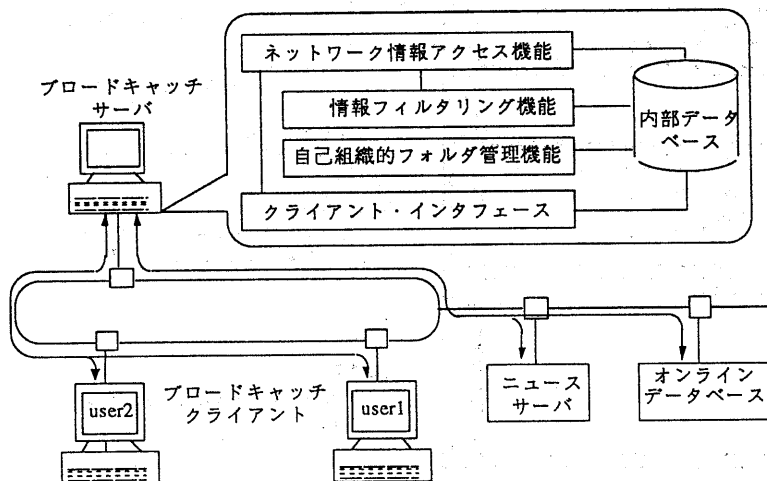 ネットワーク情報アクセス機能
ブロードキャッチ
サーバ
情報フィルタリング機能
内部データ
ベース
自己組織的フォルダ管理機能
クライアント・インタフェース
ブロードキャッチ
クライアント
user2
user1
ニュース
サーバ
オンライン
データベース